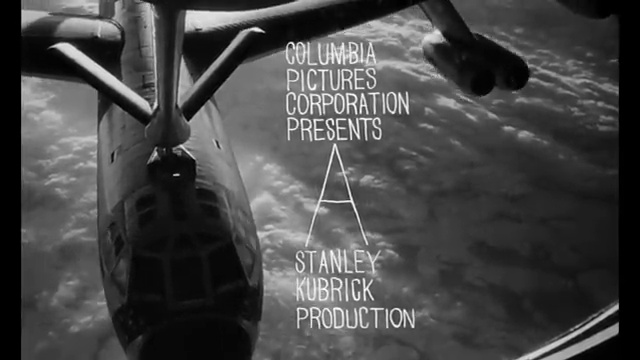 COLUMBIA
PICTURES
CORPORATION
PRESENTS
A
STANLEY
KUBRICK
PRODUCTION